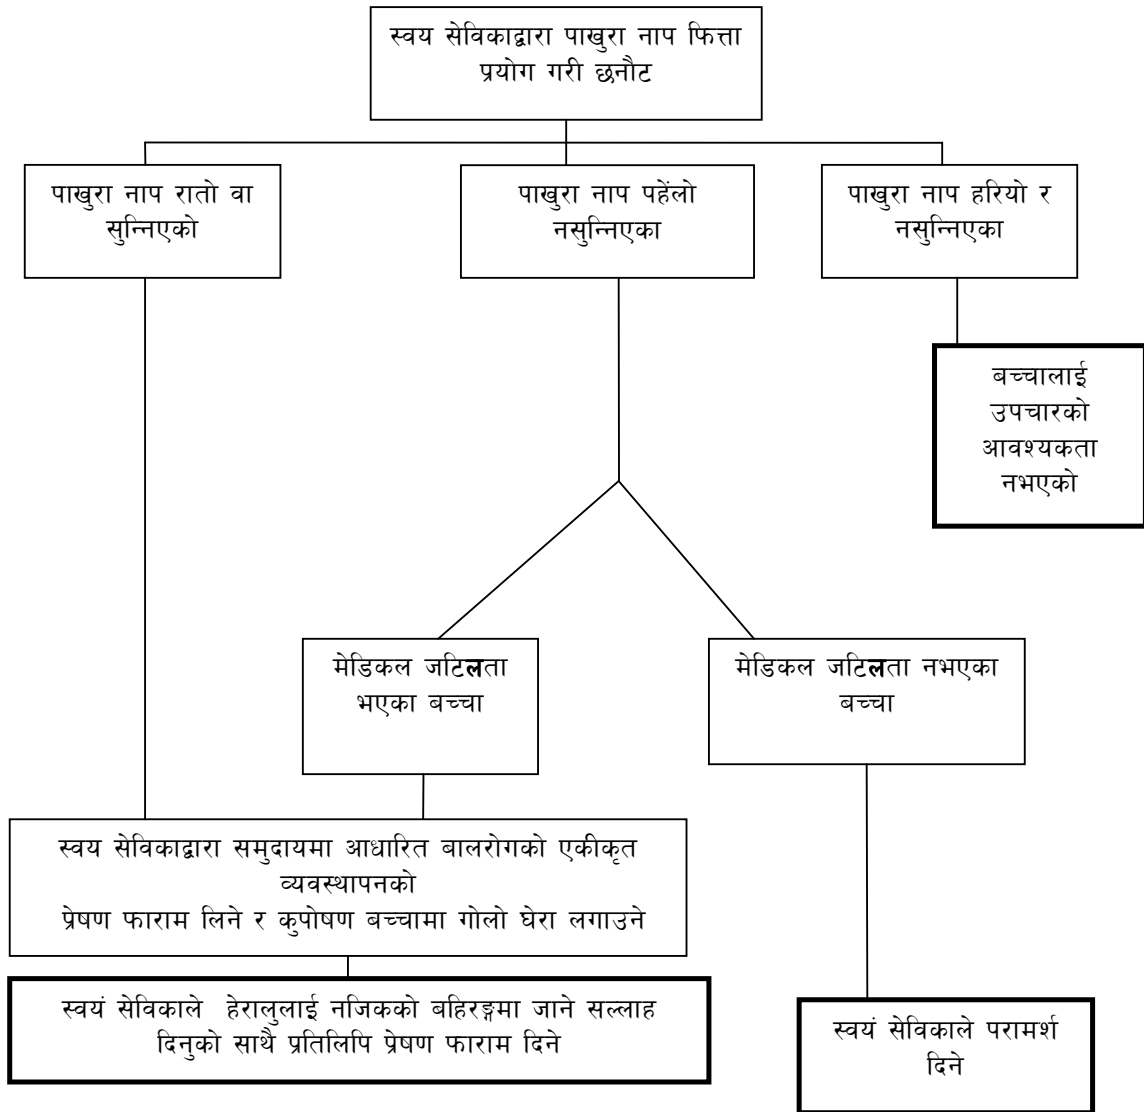 स्वय सेविकाद्वारा पाखुरा नाप फित्ता
प्रयोग गरी छनौट
पाखुरा नाप रातो वा
सुन्निएको
पाखुरा नाप पहेंलो
नसुन्निएका
पाखुरा नाप हरियो र
नसुन्निएका
बच्चालाई
उपचारको
आवश्यकता
नभएको
मेडिकल जटिलता
भएका बच्चा
मेडिकल जटिलता नभएका
बच्चा
स्वय सेविकाद्वारा समुदायमा आधारित बालरोगको एकीकृत
व्यवस्थापनको
प्रेषण फाराम लिने र कुपोषण बच्चामा गोलो घेरा लगाउने
स्वयं सेविकाले हेरालुलाई नजिकको बहिरङ्गमा जाने सल्लाह
दिनुको साथै प्रतिलिपि प्रेषण फाराम दिने
स्वयं सेविकाले परामर्श
दिने